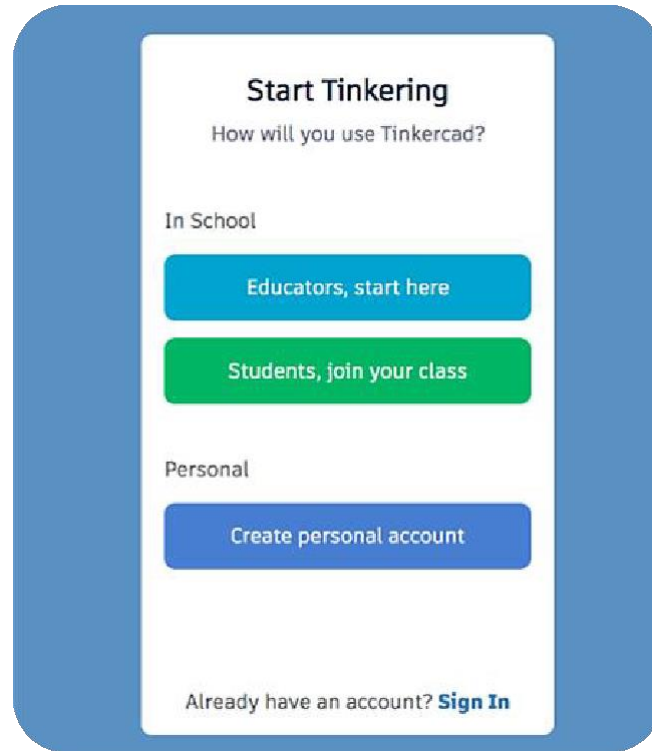 Start Tinkering
How will you use Tinkercad?
In School
Educators, start here
Students, join your class
Personal
Create personal account
Already have an account? Sign In